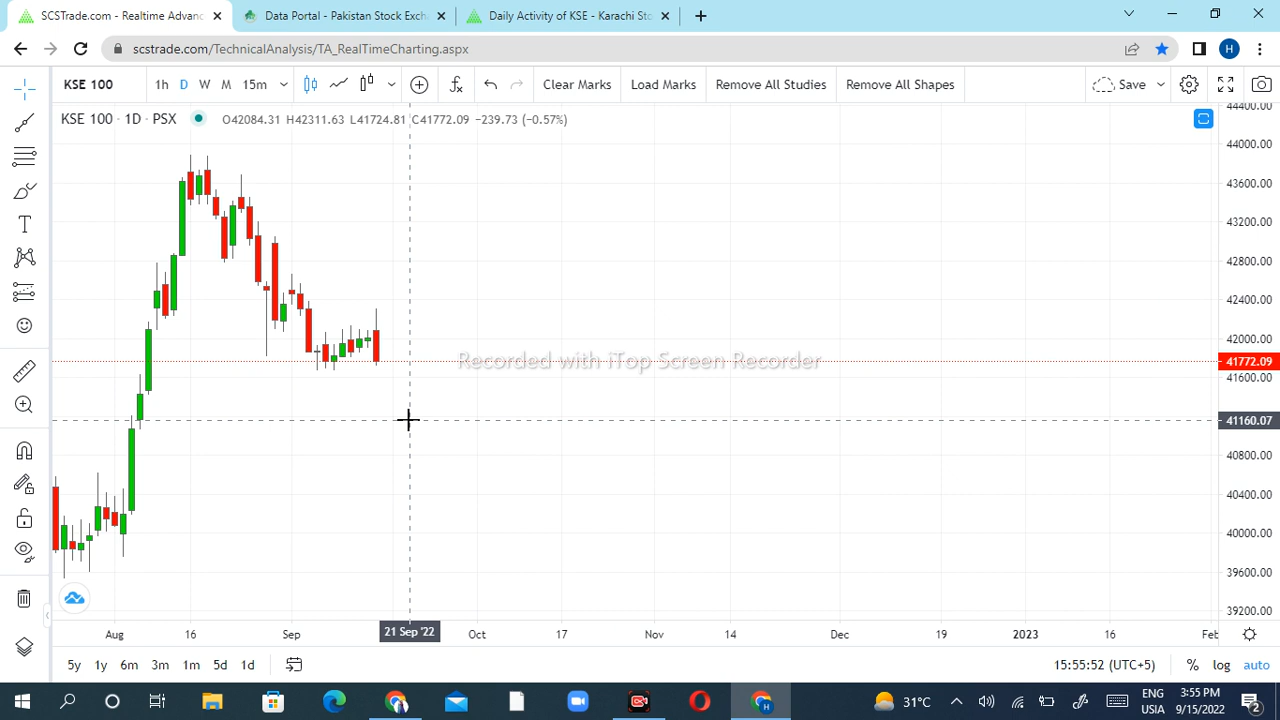 SCSTrade.com - Realtime Advanc
Data Portal - Pakistan Stock Exch
Daily Activity of KSE - Karachi Sto
scstrade.com/TechnicalAnalysis/TA_RealTimeCharting.aspx
H
KSE 100
1h D W M 15m
Clear Marks
Load Marks
Remove All Studies
Remove All Shapes
Save
KSE 100 · 1D · PSX
O42084.31 H42311.63 L41724.81 C41772.09 −239.73 (−0.57%)
44400.00
44000.00
43600.00
43200.00
42800.00
42400.00
42000.00
41772.09
41600.00
41160.07
40800.00
40400.00
40000.00
39600.00
39200.00
Recorded with iTop Screen Recorder
Aug 16 Sep 21 Sep '22 Oct 17 Nov 14 Dec 19 2023 16 Feb
5y 1y 6m 3m 1m 5d 1d
15:55:52 (UTC+5) % log auto
31°C
ENG
USIA
3:55 PM
9/15/2022
2